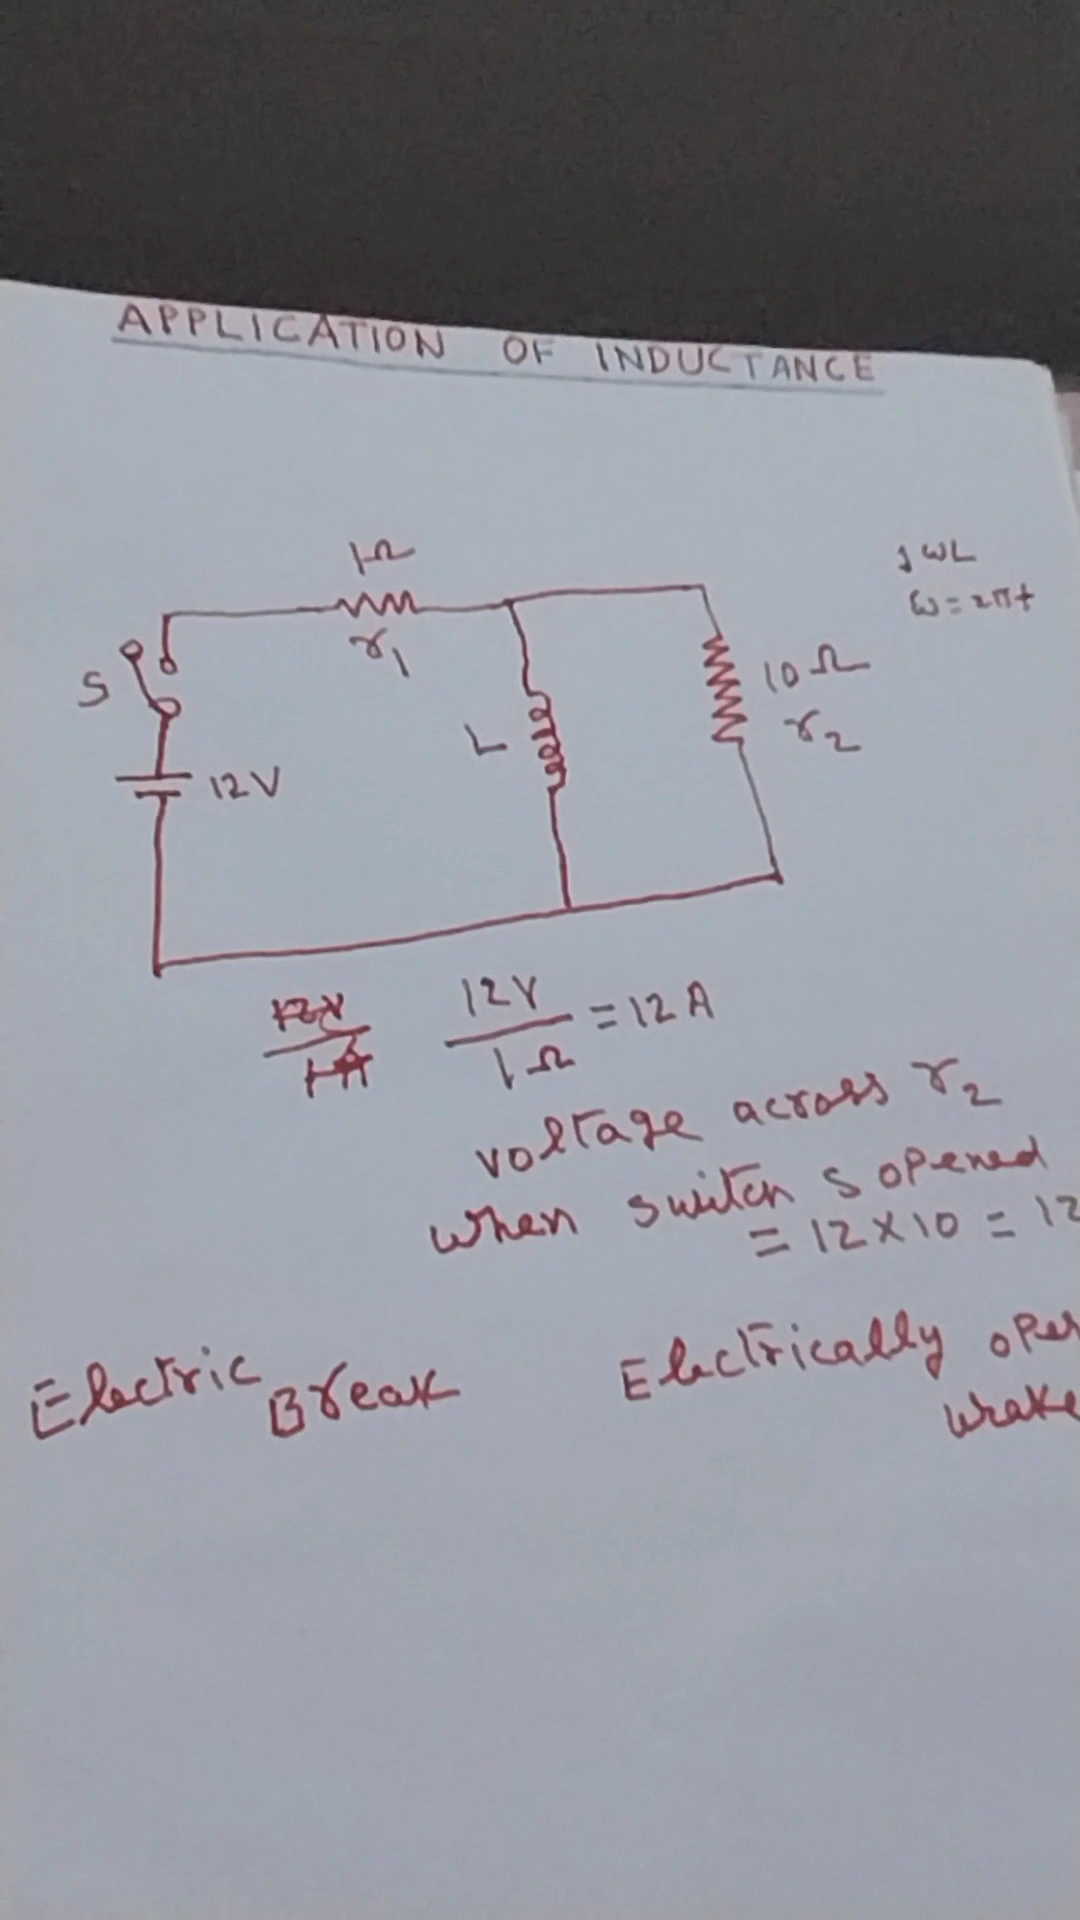 APPLICATION OF INDUCTANCE
1Ω
jωL
ω=2πf
r1
S
10Ω
L
r2
12V
12V 12V
1Ω = 12A
voltage across r2
when switch S opened
= 12 X 10 = 12
Electric Break Electrically oper